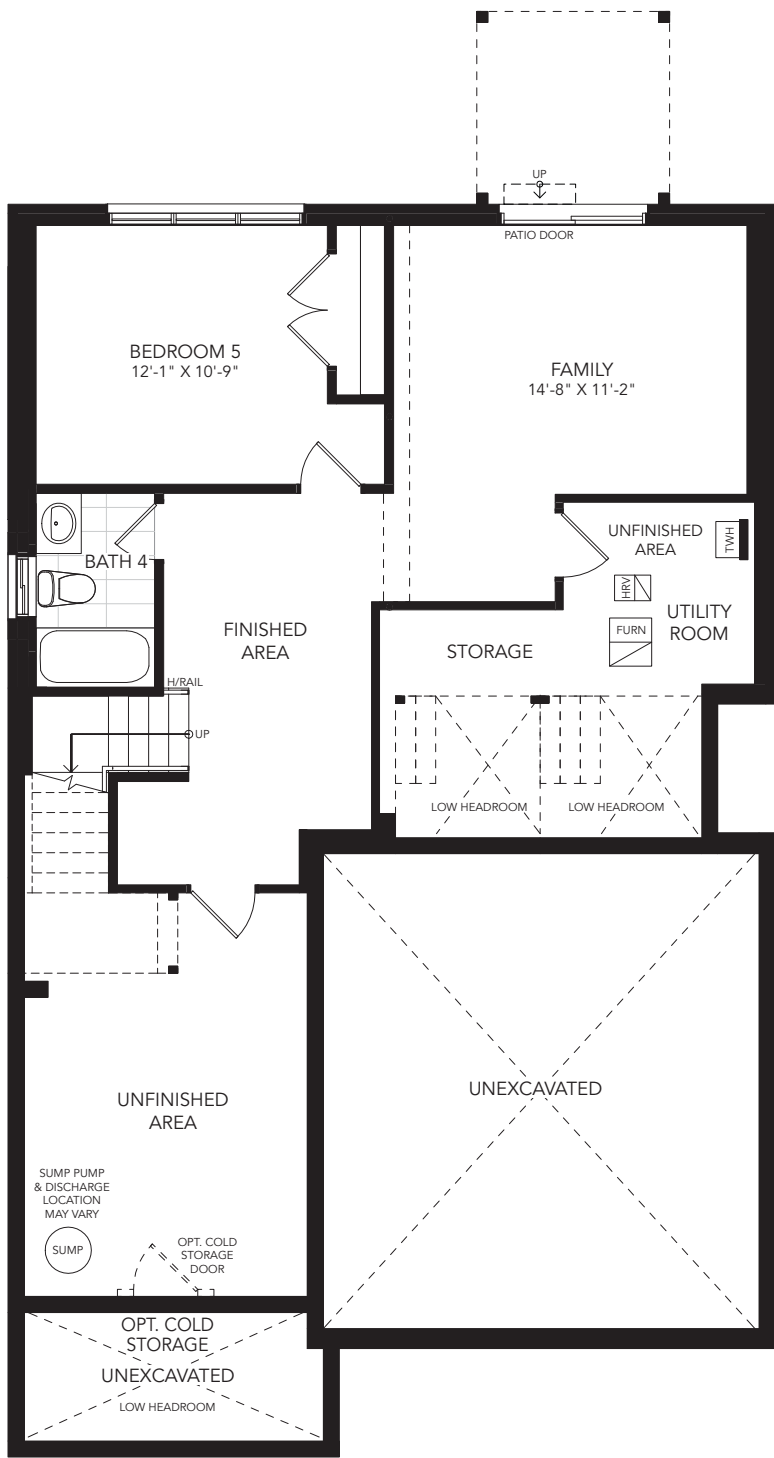 UP
PATIO DOOR
BEDROOM 5
12'-1" X 10'-9"
FAMILY
14'-8" X 11'-2"
UNFINISHED
AREA
TWH
BATH 4
HRV
UTILITY
ROOM
FURN
FINISHED
AREA
STORAGE
H/RAIL
UP
LOW HEADROOM
LOW HEADROOM
UNEXCAVATED
UNFINISHED
AREA
SUMP PUMP
& DISCHARGE
LOCATION
MAY VARY
SUMP
OPT. COLD
STORAGE
DOOR
OPT. COLD
STORAGE
UNEXCAVATED
LOW HEADROOM